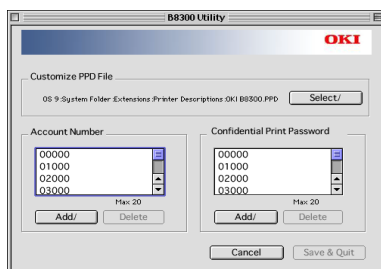 B8300 Utility
OKI
Customize PPD File
OS 9:System Folder:Extensions:Printer Descriptions:OKI B8300.PPD
Select/
Account Number
00000
01000
02000
03000
Max 20
Add/
Delete
Confidential Print Password
00000
01000
02000
03000
Max 20
Add/
Delete
Cancel
Save & Quit